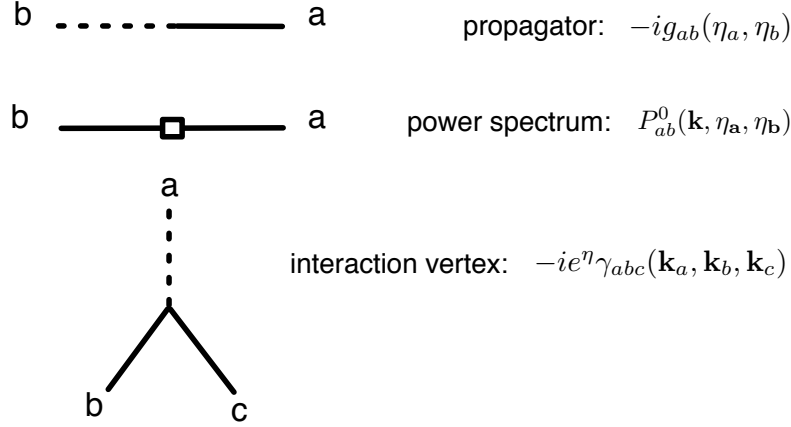 b a propagator: −ig_{ab}(η_a, η_b)
b a power spectrum: P^0_{ab}(𝐤, η_𝐚, η_𝐛)
a
interaction vertex: −ie^η γ_{abc}(𝐤_a, 𝐤_b, 𝐤_c)
b c